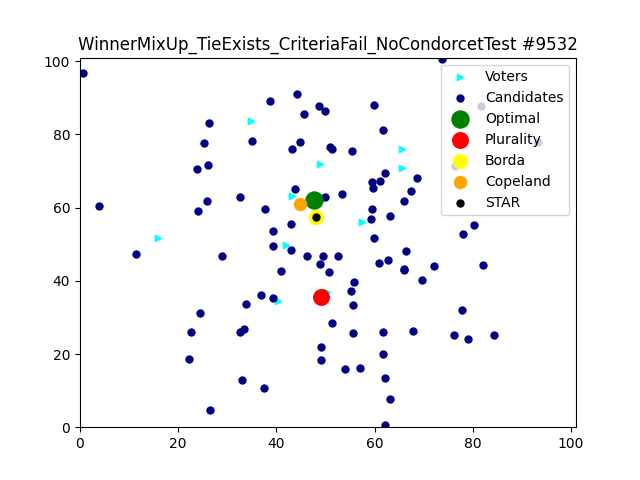 WinnerMixUp_TieExists_CriteriaFail_NoCondorcetTest #9532
Voters
Candidates
Optimal
Plurality
Borda
Copeland
STAR
100
80
60
40
20
0
0 20 40 60 80 100